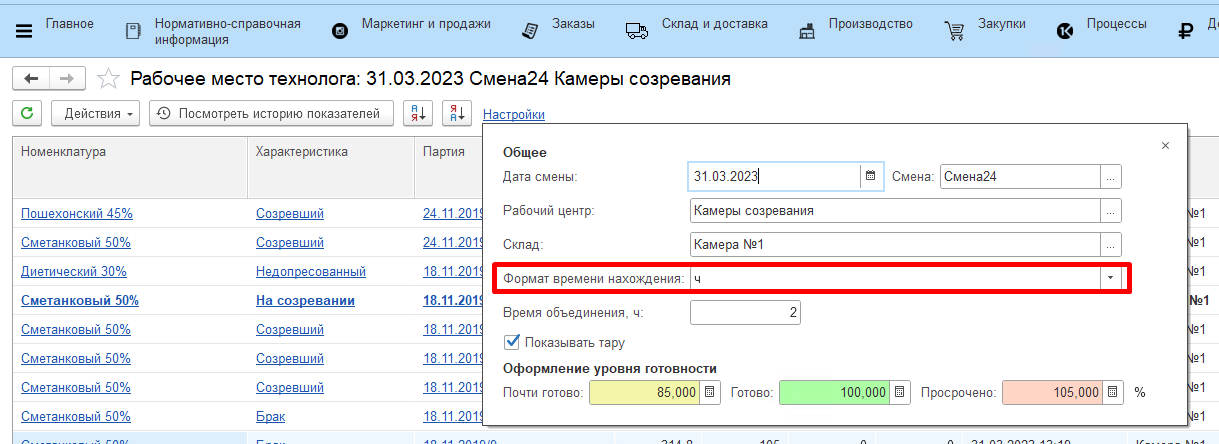 Главное
Нормативно-справочная
информация
Маркетинг и продажи
Заказы
Склад и доставка
Производство
Закупки
Процессы
Рабочее место технолога: 31.03.2023 Смена24 Камеры созревания
Действия
Посмотреть историю показателей
Настройки
Номенклатура Характеристика Партия
Общее
Дата смены: 31.03.2023 Смена: Смена24
Рабочий центр: Камеры созревания
Склад: Камера №1
Формат времени нахождения: ч
Время объединения, ч: 2
Показывать тару
Оформление уровня готовности
Почти готово: 85,000 Готово: 100,000 Просрочено: 105,000 %
Пошехонский 45% Созревший 24.11.2019 №1
Сметанковый 50% Созревший 24.11.2019 №1
Диетический 30% Недопресованный 18.11.2019 №1
Сметанковый 50% На созревании 18.11.2019 №1
Сметанковый 50% Созревший 18.11.2019 №1
Сметанковый 50% Созревший 18.11.2019 №1
Сметанковый 50% Созревший 18.11.2019 №1
Сметанковый 50% Брак 18.11.2019 №1